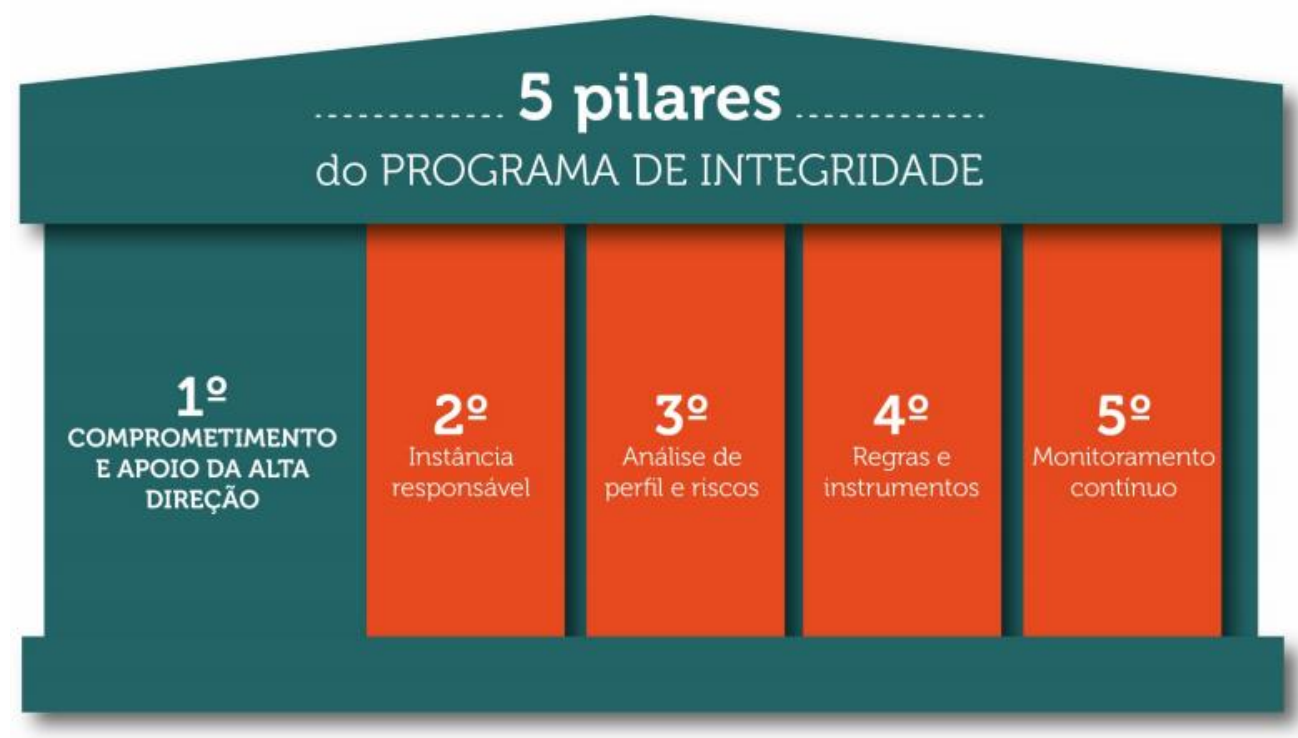 5 pilares
do PROGRAMA DE INTEGRIDADE
1º
COMPROMETIMENTO
E APOIO DA ALTA
DIREÇÃO
2º
Instância
responsável
3º
Análise de
perfil e riscos
4º
Regras e
instrumentos
5º
Monitoramento
contínuo